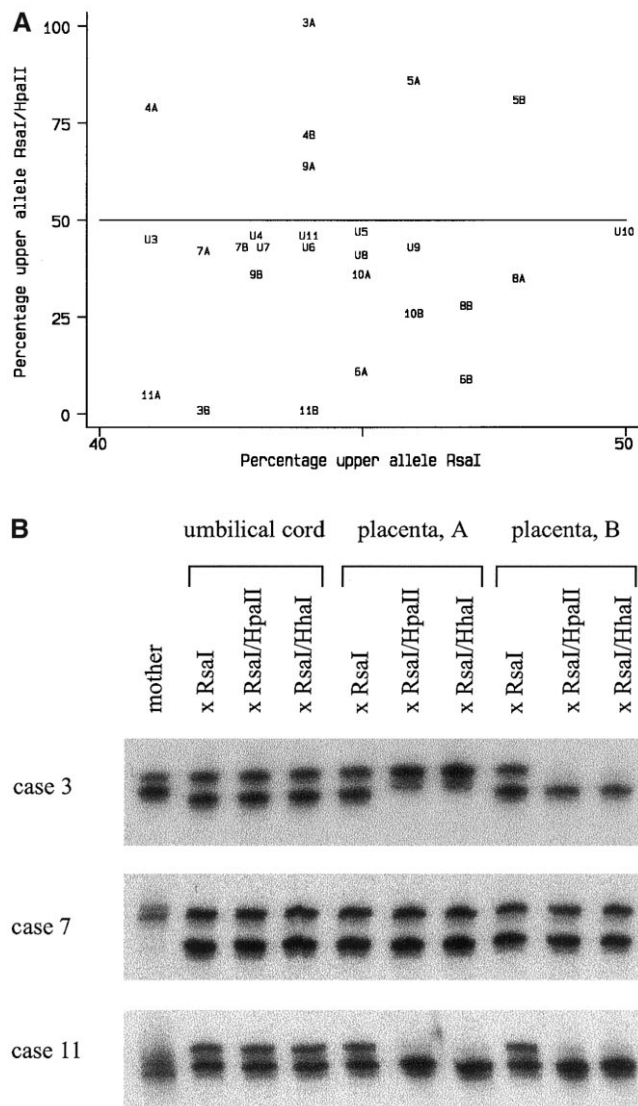 A
Percentage upper allele RsaI/HpaII
100
75
50
25
0
3A
5A
5B
4A
4B
9A
U3
7A
U4
7B U7
9B
U11
U6
U5
U8
10A
U9
U10
8A
10B
8B
6A
6B
11A
3B
11B
40
50
Percentage upper allele RsaI
B
umbilical cord
placenta, A
placenta, B
mother
x RsaI
x RsaI/HpaII
x RsaI/HhaI
x RsaI
x RsaI/HpaII
x RsaI/HhaI
x RsaI
x RsaI/HpaII
x RsaI/HhaI
case 3
case 7
case 11